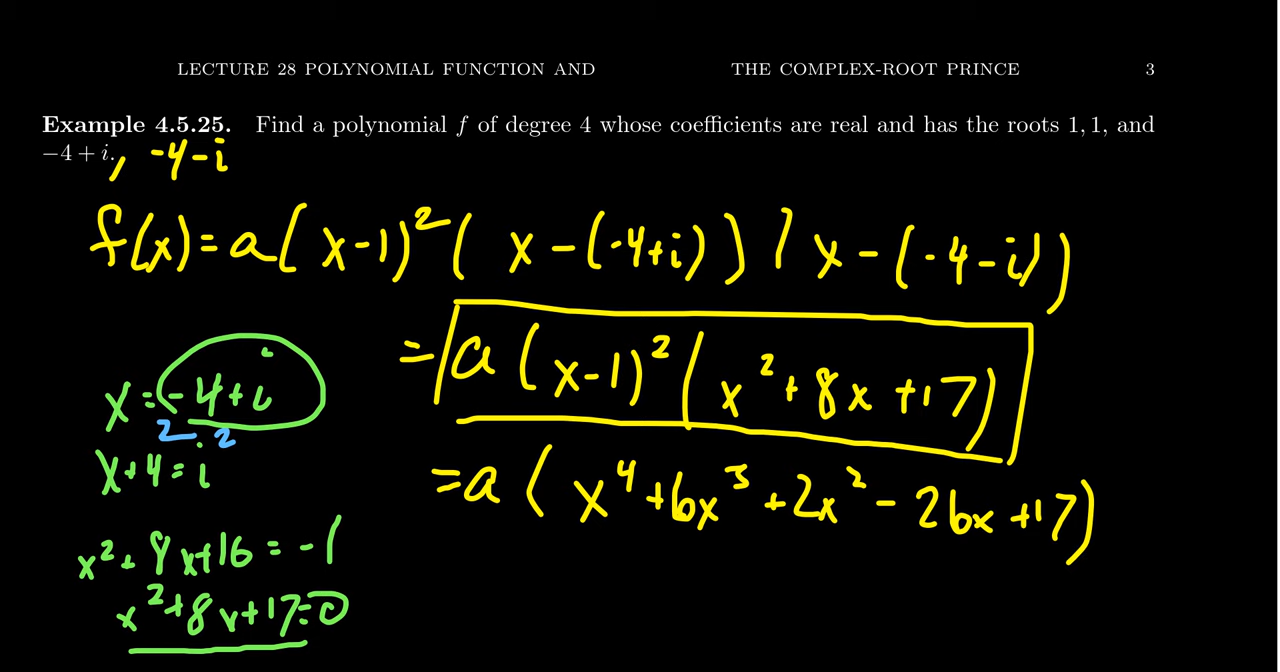 LECTURE 28 POLYNOMIAL FUNCTION AND THE COMPLEX-ROOT PRINCE 3
Example 4.5.25. Find a polynomial f of degree 4 whose coefficients are real and has the roots 1, 1, and
−4 + i. , -4-i
f(x) = a(x-1)²(x-(-4+i))(x-(-4-i))
= a(x-1)²(x²+8x+17)
x = -4+i
2 2
x+4 = i
= a(x⁴+6x³+2x²-26x+17)
x²+8x+16 = -1
x²+8x+17=0